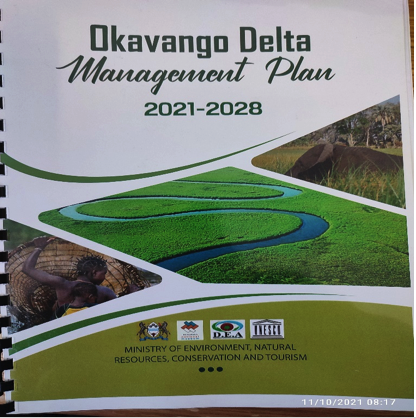 Okavango Delta
Management Plan
2021-2028
D.E.A
MINISTRY OF ENVIRONMENT, NATURAL
RESOURCES, CONSERVATION AND TOURISM
11/10/2021 08:17